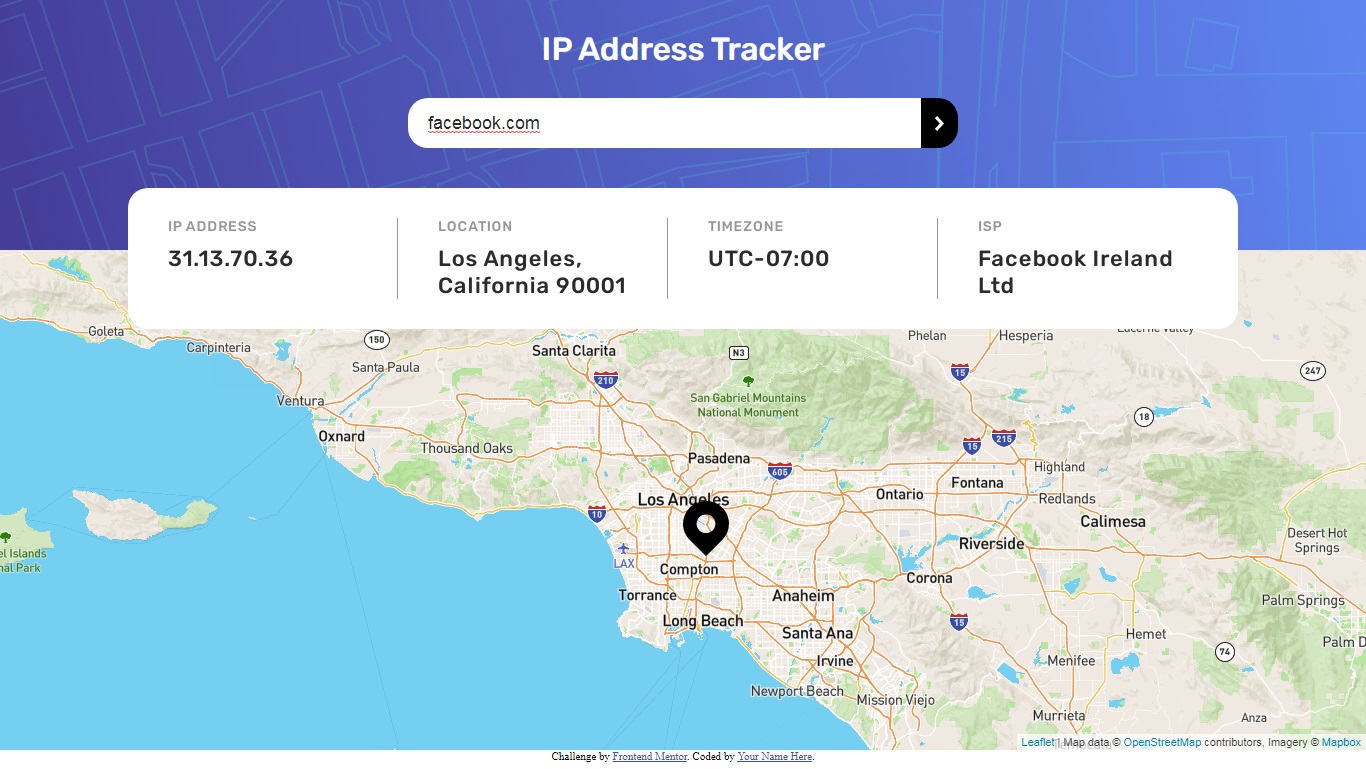 IP Address Tracker
facebook.com
IP ADDRESS
31.13.70.36
LOCATION
Los Angeles,
California 90001
TIMEZONE
UTC-07:00
ISP
Facebook Ireland
Ltd
Goleta
Carpinteria
150
Santa Paula
Santa Clarita
N3
Phelan
Hesperia
Lucerne Valley
210
15
247
San Gabriel Mountains
National Monument
Ventura
18
Oxnard
Thousand Oaks
Pasadena
605
15
215
Highland
Fontana
Redlands
Los Angeles
Ontario
10
Calimesa
Desert Hot
Springs
el Islands
nal Park
LAX
Compton
Riverside
Corona
Torrance
Anaheim
Palm Springs
Long Beach
15
Santa Ana
Hemet
Palm D
74
Irvine
Menifee
Newport Beach
Mission Viejo
Murrieta
Anza
Leaflet | Map data © OpenStreetMap contributors, Imagery © Mapbox
Challenge by Frontend Mentor. Coded by Your Name Here.